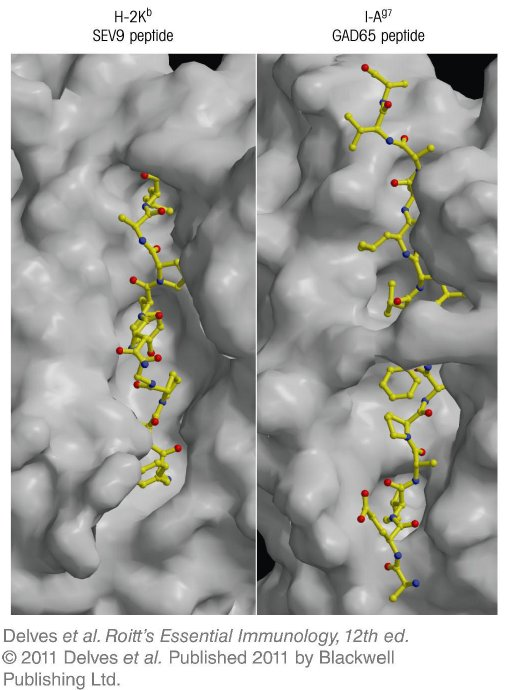 H-2Kᵇ
SEV9 peptide
I-Aᵍ⁷
GAD65 peptide
Delves et al. Roitt's Essential Immunology, 12th ed.
© 2011 Delves et al. Published 2011 by Blackwell
Publishing Ltd.